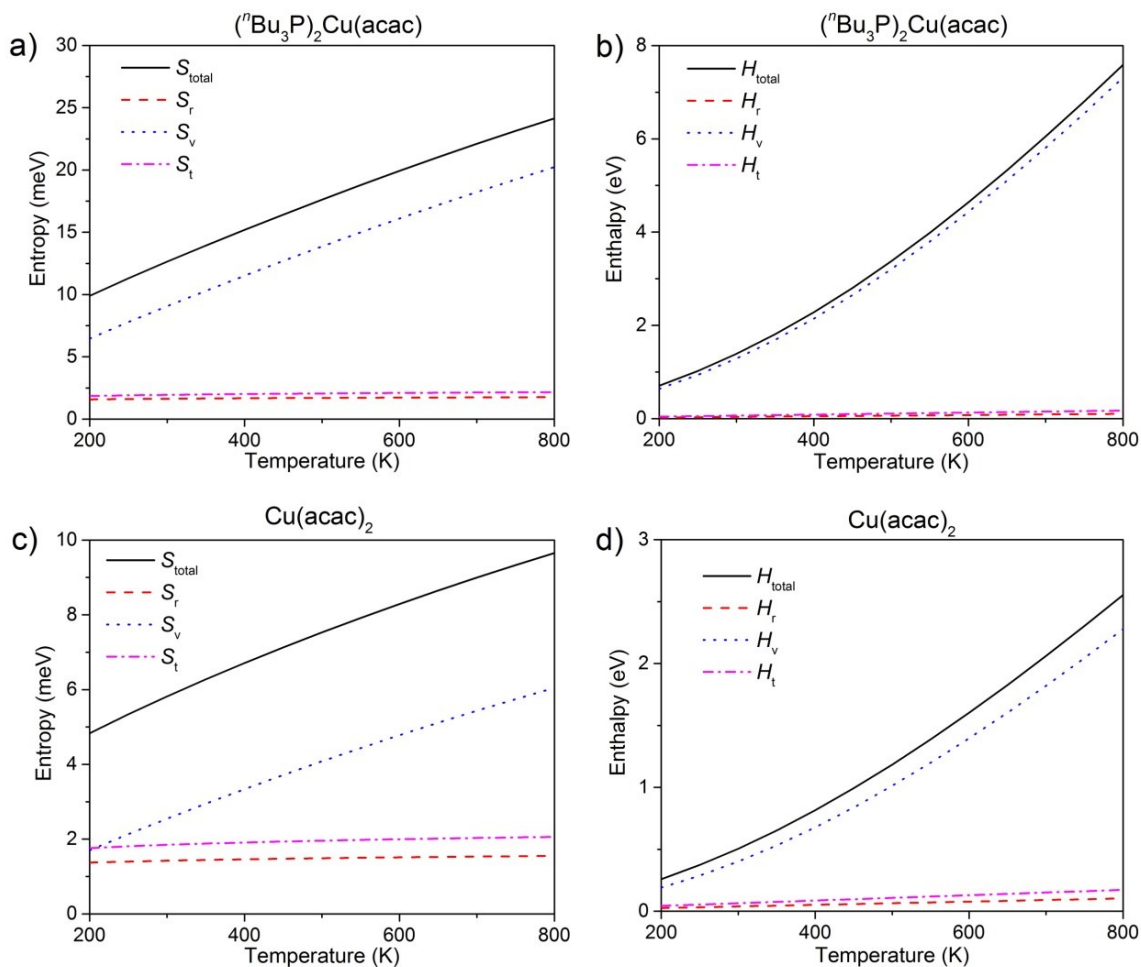 a)
(ⁿBu₃P)₂Cu(acac)
30
25
20
15
10
5
0
Entropy (meV)
S_total
S_r
S_v
S_t
200 400 600 800
Temperature (K)
b)
(ⁿBu₃P)₂Cu(acac)
8
6
4
2
0
Enthalpy (eV)
H_total
H_r
H_v
H_t
200 400 600 800
Temperature (K)
c)
Cu(acac)₂
10
8
6
4
2
0
Entropy (meV)
S_total
S_r
S_v
S_t
200 400 600 800
Temperature (K)
d)
Cu(acac)₂
3
2
1
0
Enthalpy (eV)
H_total
H_r
H_v
H_t
200 400 600 800
Temperature (K)